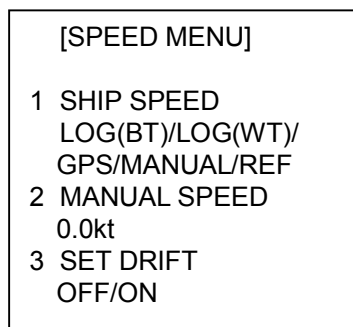 [SPEED MENU]
1 SHIP SPEED
LOG(BT)/LOG(WT)/
GPS/MANUAL/REF
2 MANUAL SPEED
0.0kt
3 SET DRIFT
OFF/ON